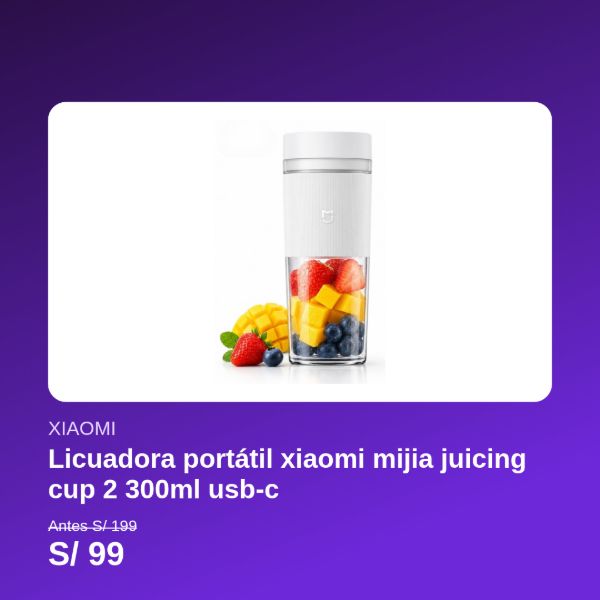 XIAOMI
Licuadora portátil xiaomi mijia juicing
cup 2 300ml usb-c
Antes S/ 199
S/ 99